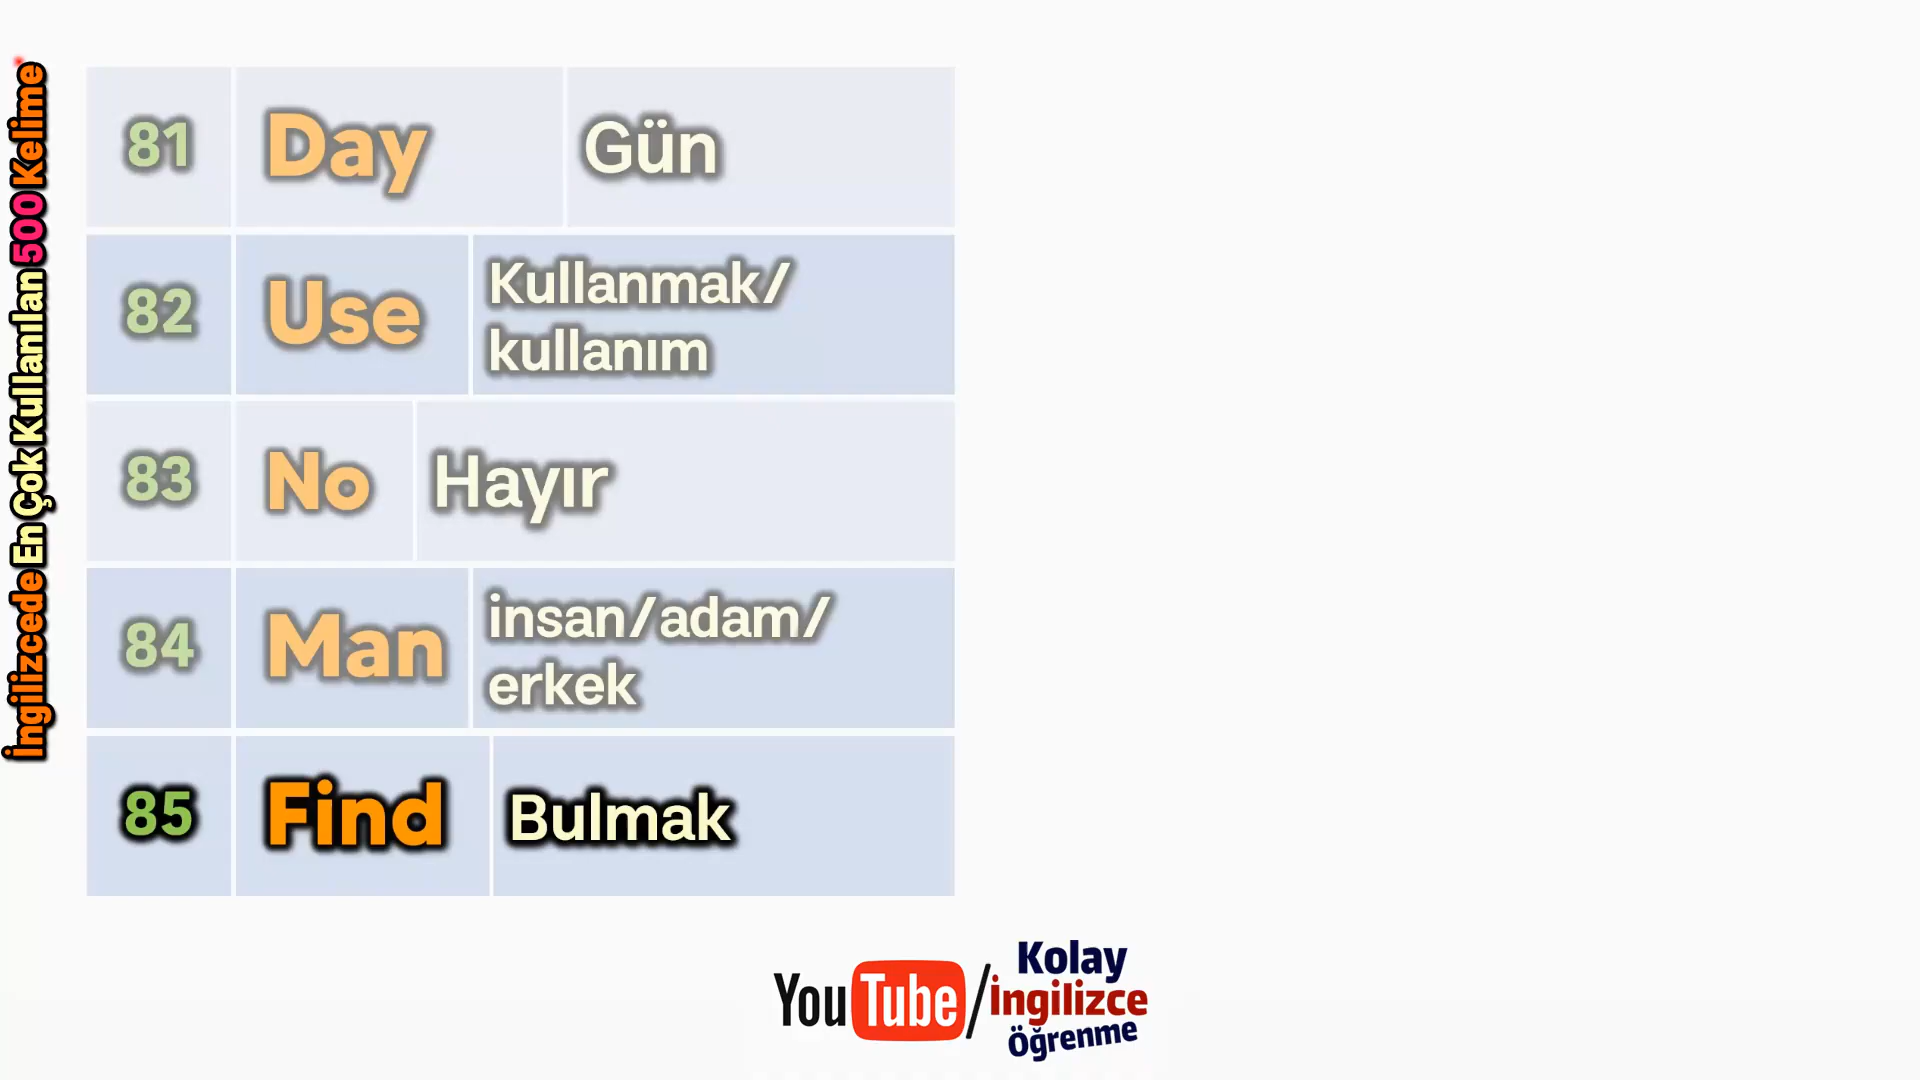 İngilizcede En Çok Kullanılan 500 Kelime
81 Day Gün
82 Use Kullanmak/
kullanım
83 No Hayır
84 Man insan/adam/
erkek
85 Find Bulmak
YouTube/Kolay
İngilizce
Öğrenme